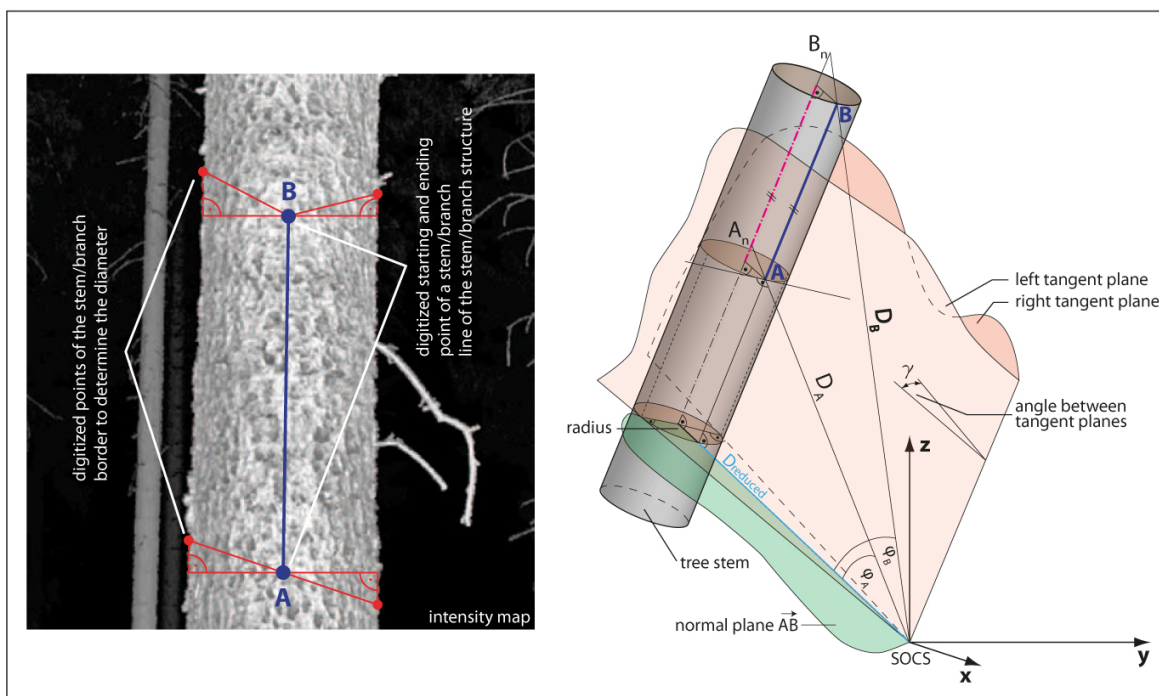 digitized points of the stem/branch
border to determine the diameter
B
A
digitized starting and ending
point of a stem/branch
line of the stem/branch structure
intensity map
Bn
B
An
A
left tangent plane
right tangent plane
DB
DA
γ
angle between
tangent planes
radius
z
Dreduced
φB
φA
tree stem
normal plane AB
SOCS
y
x